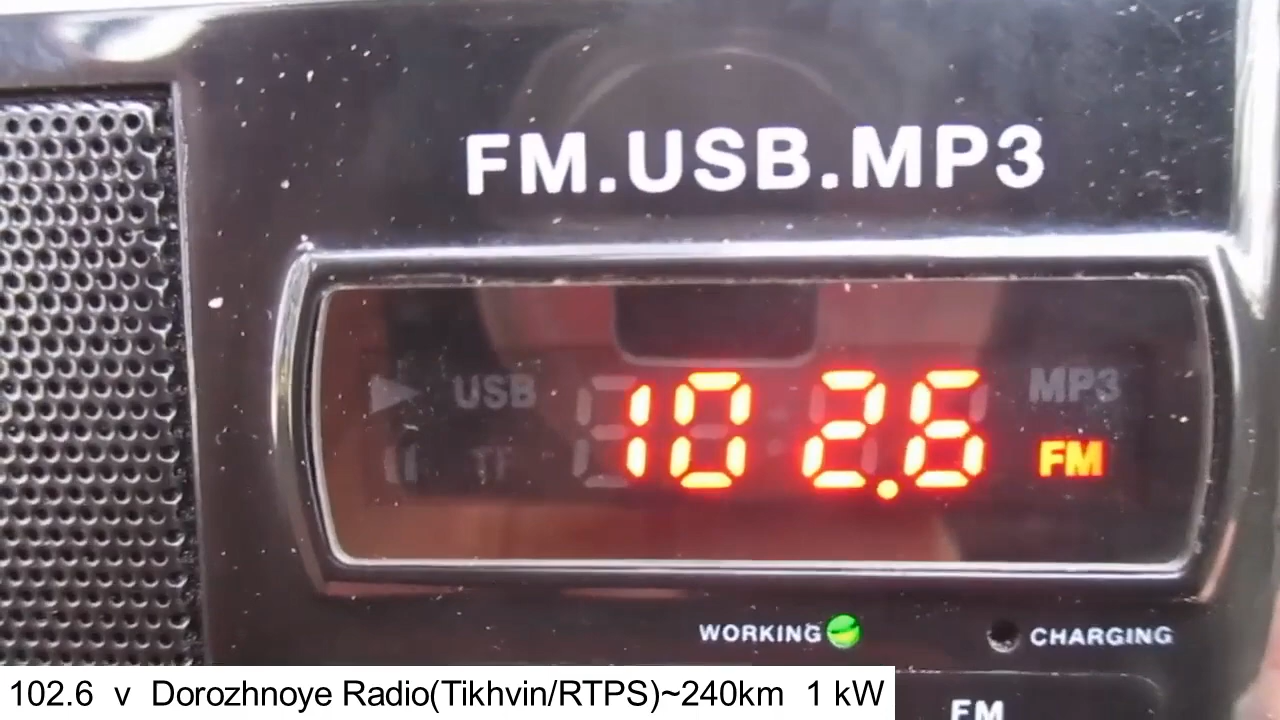 FM.USB.MP3
USB MP3
102.6 FM
TF
WORKING CHARGING
FM
102.6 v Dorozhnoye Radio(Tikhvin/RTPS)~240km 1 kW